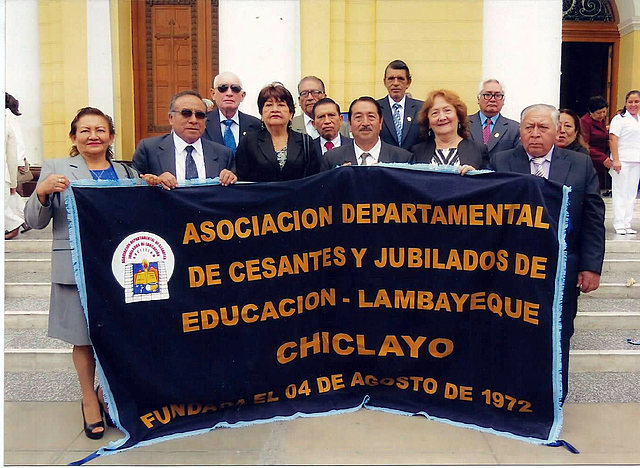 ASOCIACION DEPARTAMENTAL
DE CESANTES Y JUBILADOS DE
EDUCACION - LAMBAYEQUE
CHICLAYO
FUNDADA EL 04 DE AGOSTO DE 1972